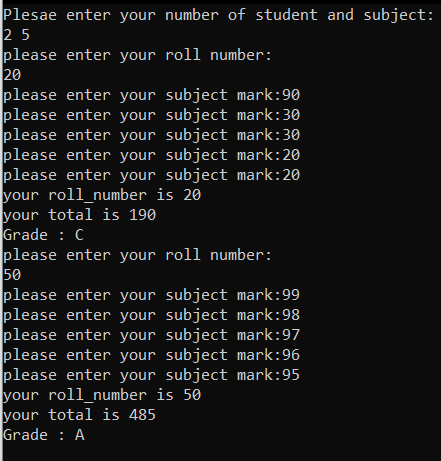 Plesae enter your number of student and subject:
2 5
please enter your roll number:
20
please enter your subject mark:90
please enter your subject mark:30
please enter your subject mark:30
please enter your subject mark:20
please enter your subject mark:20
your roll_number is 20
your total is 190
Grade : C
please enter your roll number:
50
please enter your subject mark:99
please enter your subject mark:98
please enter your subject mark:97
please enter your subject mark:96
please enter your subject mark:95
your roll_number is 50
your total is 485
Grade : A